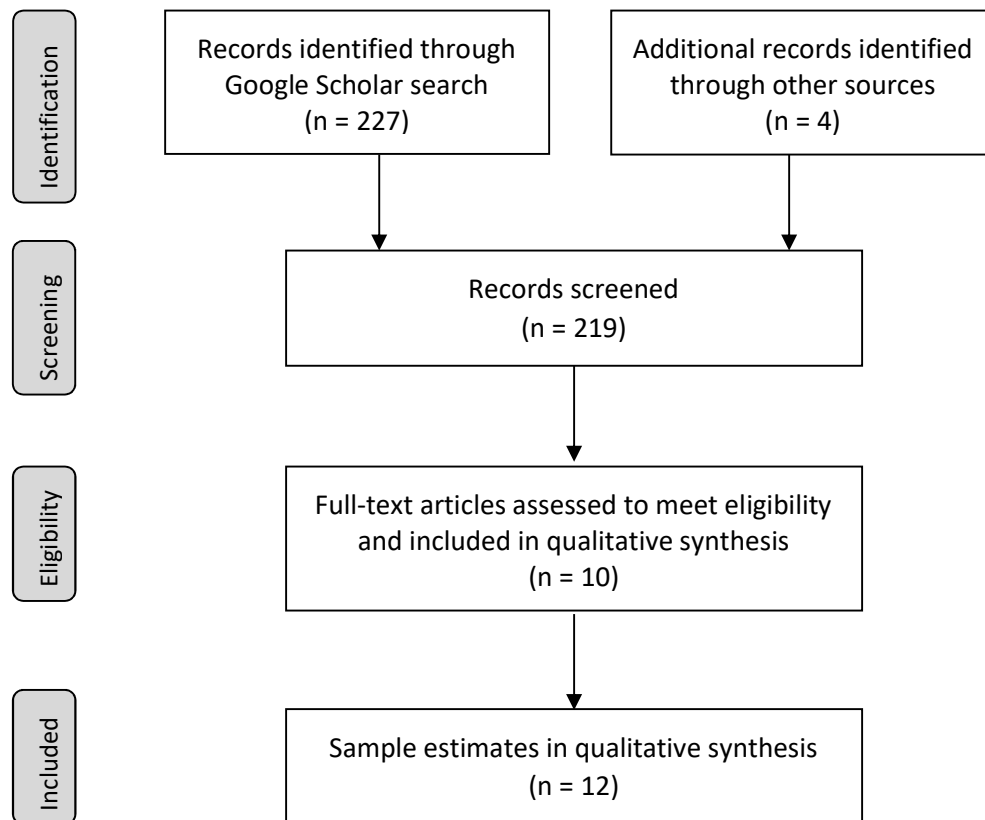 Identification
Records identified through
Google Scholar search
(n = 227)
Additional records identified
through other sources
(n = 4)
Screening
Records screened
(n = 219)
Eligibility
Full-text articles assessed to meet eligibility
and included in qualitative synthesis
(n = 10)
Included
Sample estimates in qualitative synthesis
(n = 12)